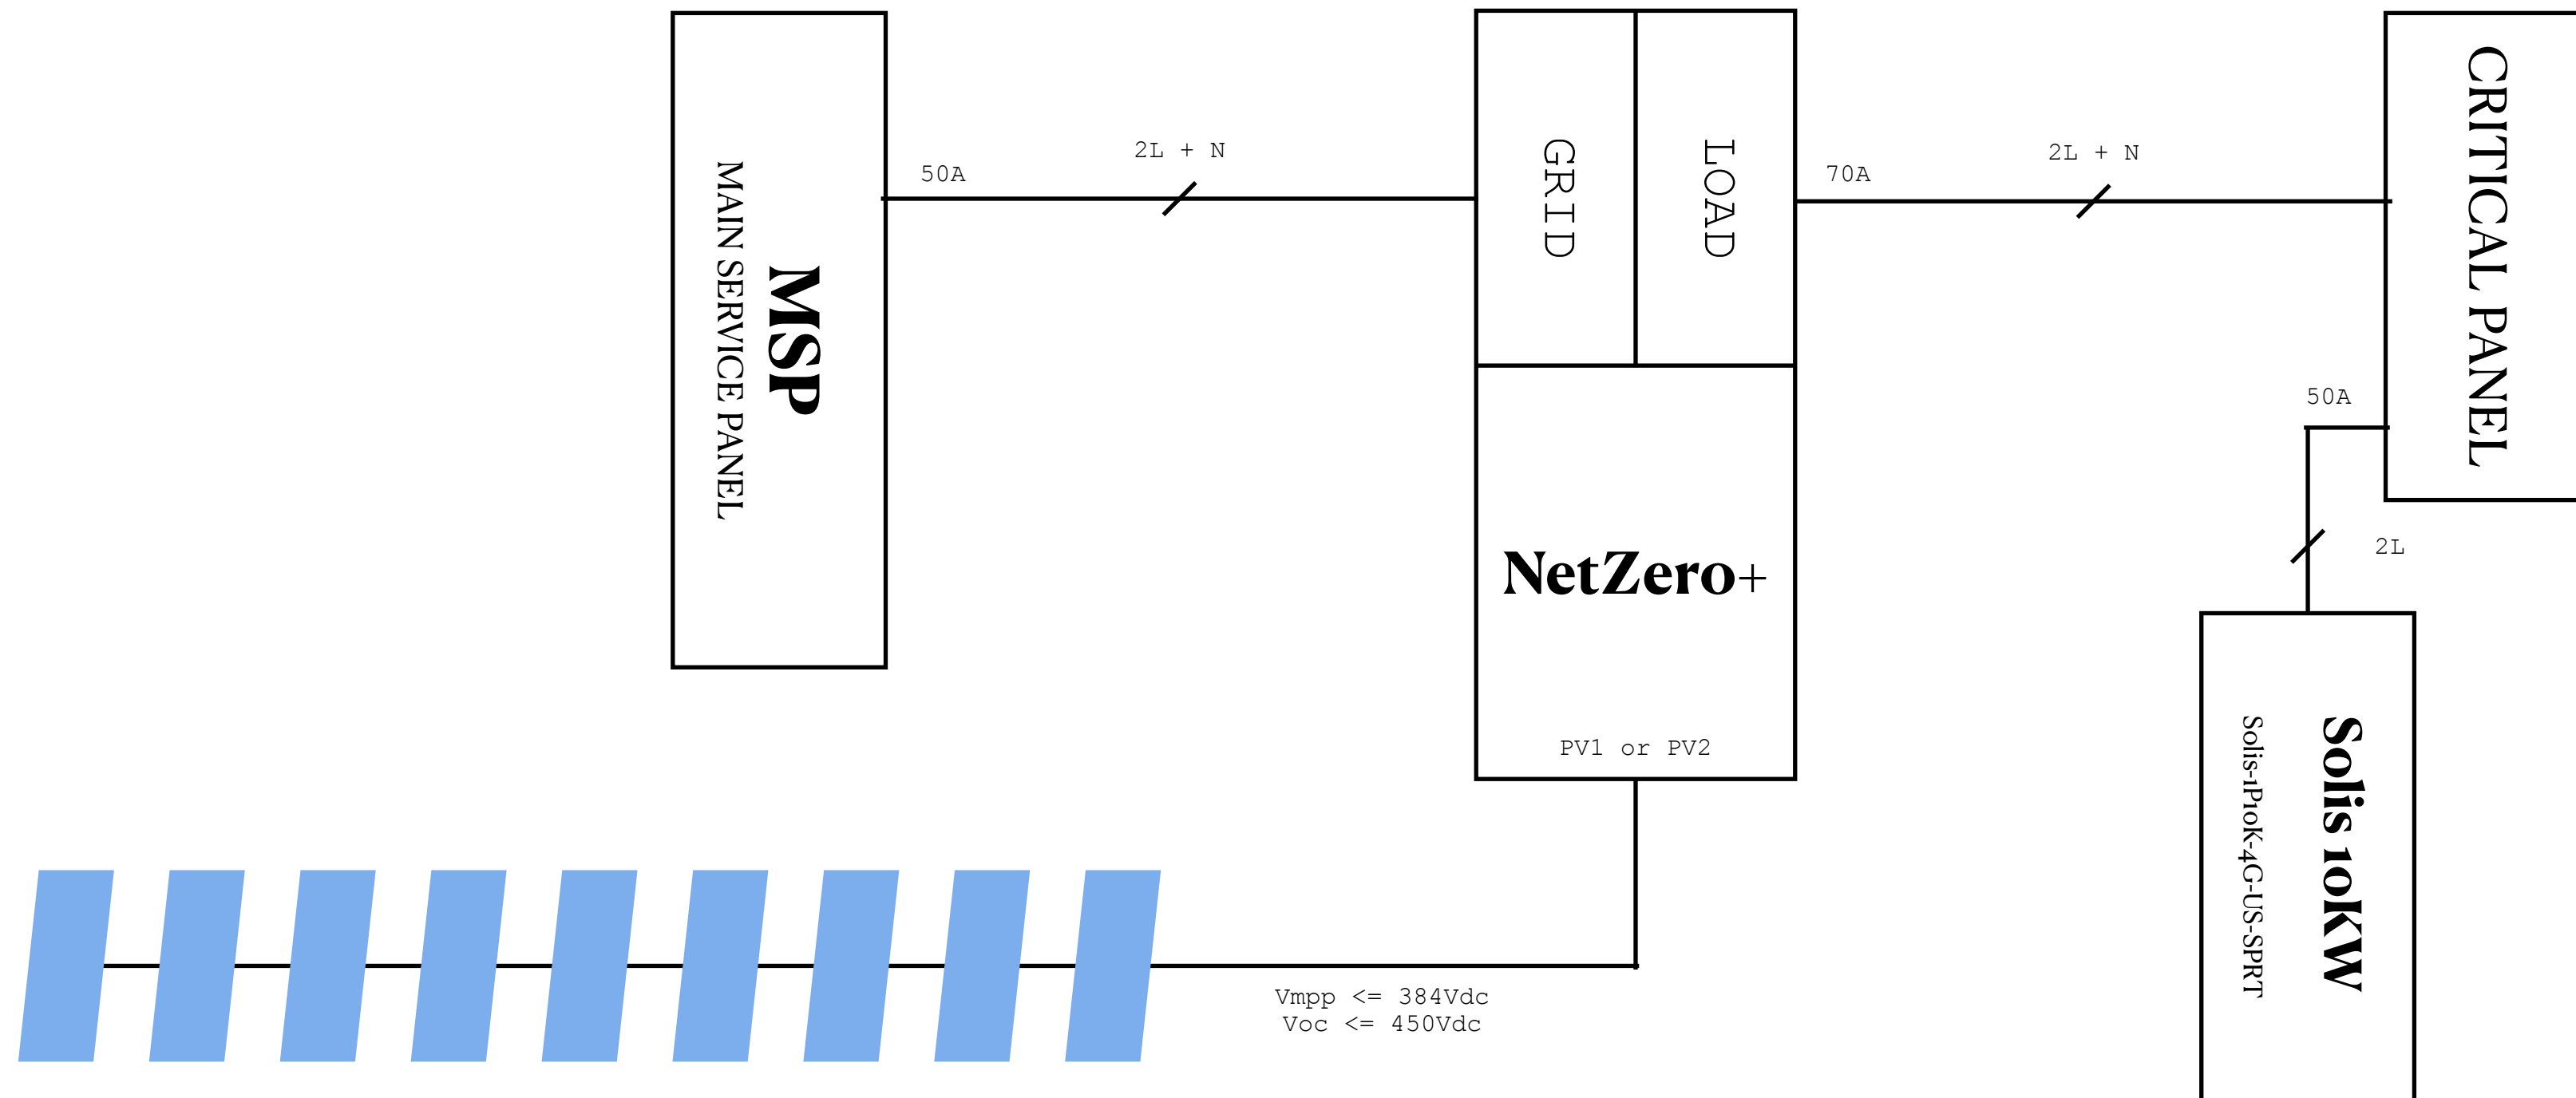 MSP
MAIN SERVICE PANEL
50A
2L + N
GRID
LOAD
70A
2L + N
CRITICAL PANEL
50A
2L
NetZero+
PV1 or PV2
Solis 10KW
Solis-1P10K-4G-US-SPRT
Vmpp <= 384Vdc
Voc <= 450Vdc